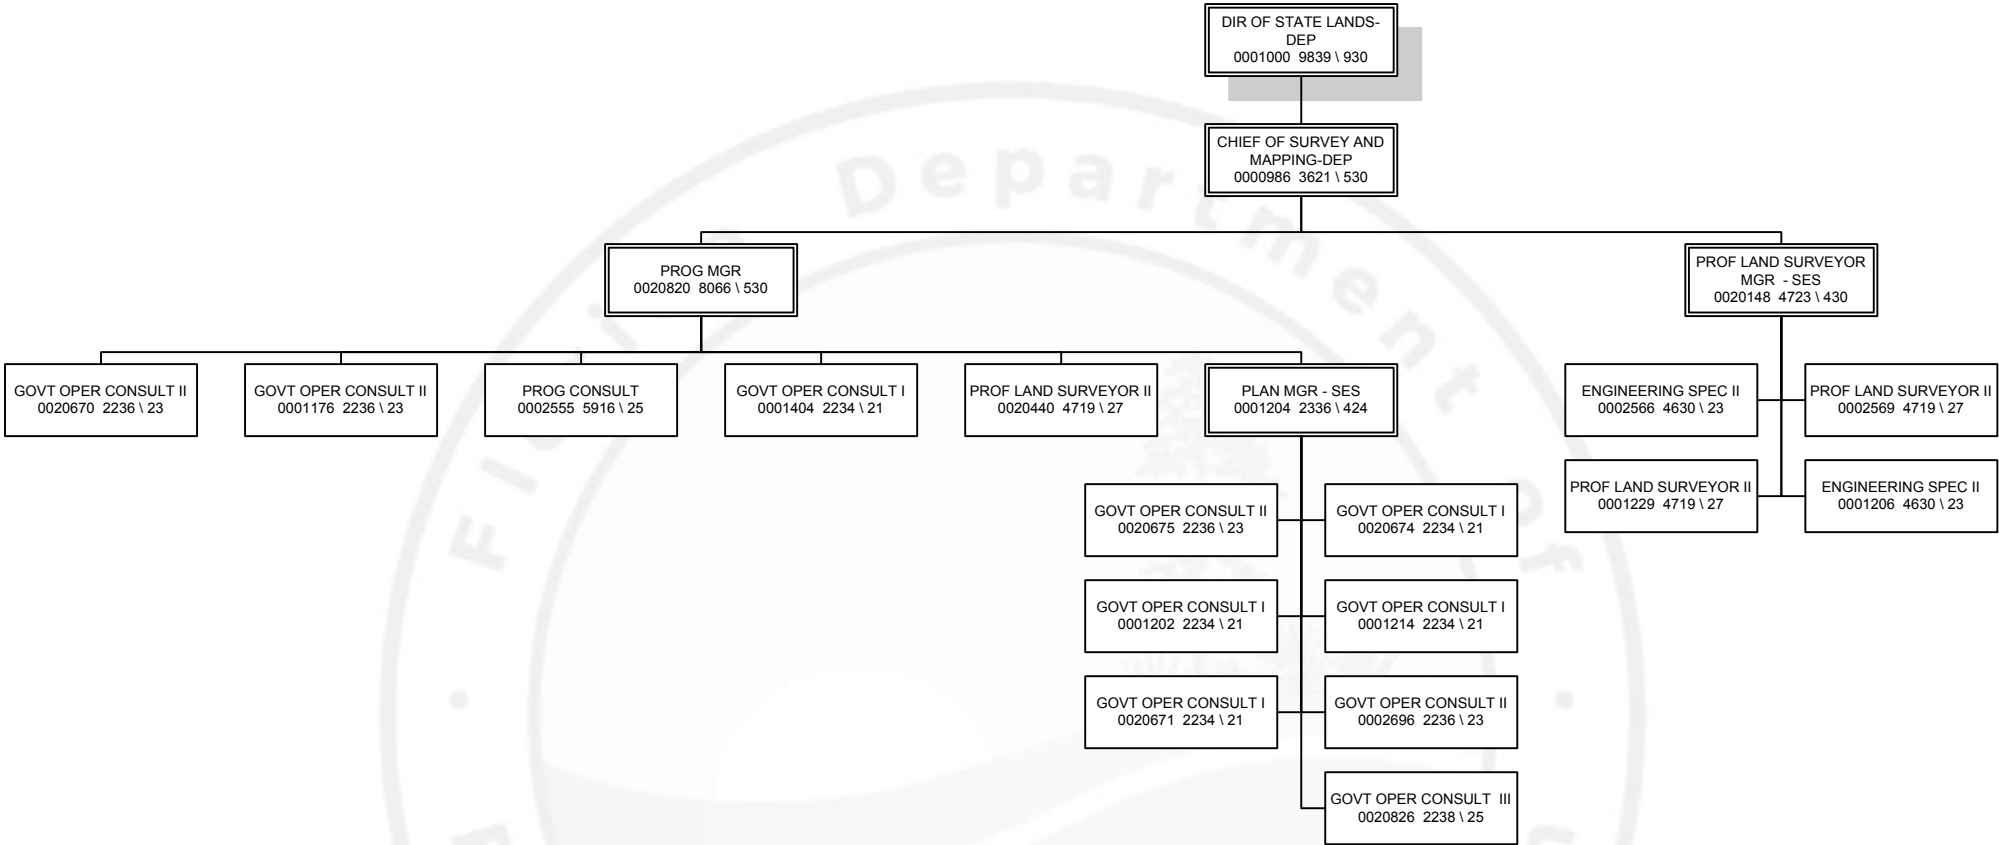 DIR OF STATE LANDS-
DEP
0001000 9839 \ 930
CHIEF OF SURVEY AND
MAPPING-DEP
0000986 3621 \ 530
PROG MGR
0020820 8066 \ 530
PROF LAND SURVEYOR
MGR - SES
0020148 4723 \ 430
GOVT OPER CONSULT II
0020670 2236 \ 23
GOVT OPER CONSULT II
0001176 2236 \ 23
PROG CONSULT
0002555 5916 \ 25
GOVT OPER CONSULT I
0001404 2234 \ 21
PROF LAND SURVEYOR II
0020440 4719 \ 27
PLAN MGR - SES
0001204 2336 \ 424
ENGINEERING SPEC II
0002566 4630 \ 23
PROF LAND SURVEYOR II
0002569 4719 \ 27
PROF LAND SURVEYOR II
0001229 4719 \ 27
ENGINEERING SPEC II
0001206 4630 \ 23
GOVT OPER CONSULT II
0020675 2236 \ 23
GOVT OPER CONSULT I
0020674 2234 \ 21
GOVT OPER CONSULT I
0001202 2234 \ 21
GOVT OPER CONSULT I
0001214 2234 \ 21
GOVT OPER CONSULT I
0020671 2234 \ 21
GOVT OPER CONSULT II
0002696 2236 \ 23
GOVT OPER CONSULT III
0020826 2238 \ 25
Florida Department of